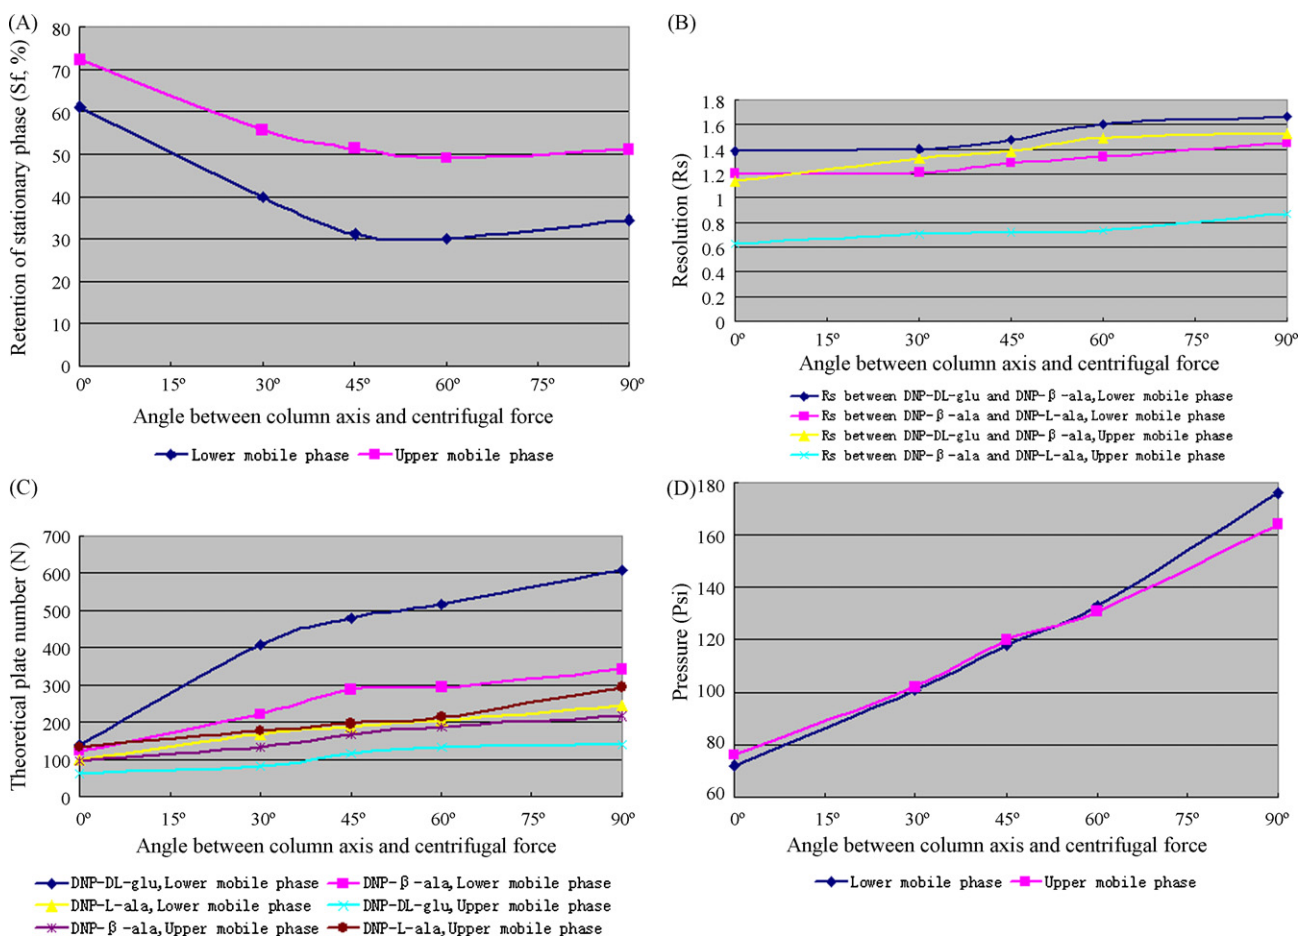 (A)
Retention of stationary phase (Sf, %)
80
70
60
50
40
30
20
10
0
0º 15º 30º 45º 60º 75º 90º
Angle between column axis and centrifugal force
Lower mobile phase Upper mobile phase
(B)
Resolution (Rs)
1.8
1.6
1.4
1.2
1
0.8
0.6
0.4
0.2
0
0º 15º 30º 45º 60º 75º 90º
Angle between column axis and centrifugal force
Rs between DNP-DL-glu and DNP-β-ala,Lower mobile phase
Rs between DNP-β-ala and DNP-L-ala,Lower mobile phase
Rs between DNP-DL-glu and DNP-β-ala,Upper mobile phase
Rs between DNP-β-ala and DNP-L-ala,Upper mobile phase
(C)
Theoretical plate number (N)
700
600
500
400
300
200
100
0
0º 15º 30º 45º 60º 75º 90º
Angle between column axis and centrifugal force
DNP-DL-glu,Lower mobile phase DNP-β-ala,Lower mobile phase
DNP-L-ala,Lower mobile phase DNP-DL-glu,Upper mobile phase
DNP-β-ala,Upper mobile phase DNP-L-ala,Upper mobile phase
(D)
Pressure (Psi)
180
160
140
120
100
80
60
0º 15º 30º 45º 60º 75º 90º
Angle between column axis and centrifugal force
Lower mobile phase Upper mobile phase